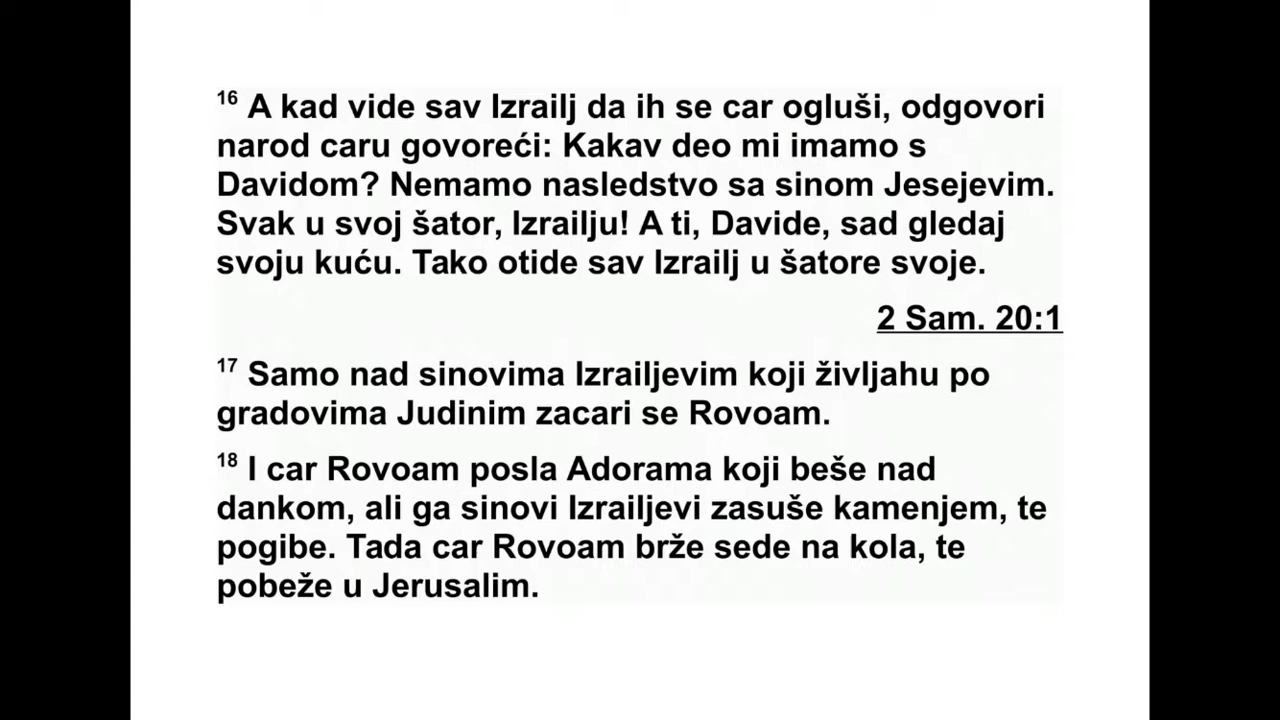 16 A kad vide sav Izrailj da ih se car ogluši, odgovori
narod caru govoreći: Kakav deo mi imamo s
Davidom? Nemamo nasledstvo sa sinom Jesejevim.
Svak u svoj šator, Izrailju! A ti, Davide, sad gledaj
svoju kuću. Tako otide sav Izrailj u šatore svoje.
2 Sam. 20:1
17 Samo nad sinovima Izrailjevim koji življahu po
gradovima Judinim zacari se Rovoam.
18 I car Rovoam posla Adorama koji beše nad
dankom, ali ga sinovi Izrailjevi zasuše kamenjem, te
pogibe. Tada car Rovoam brže sede na kola, te
pobeže u Jerusalim.